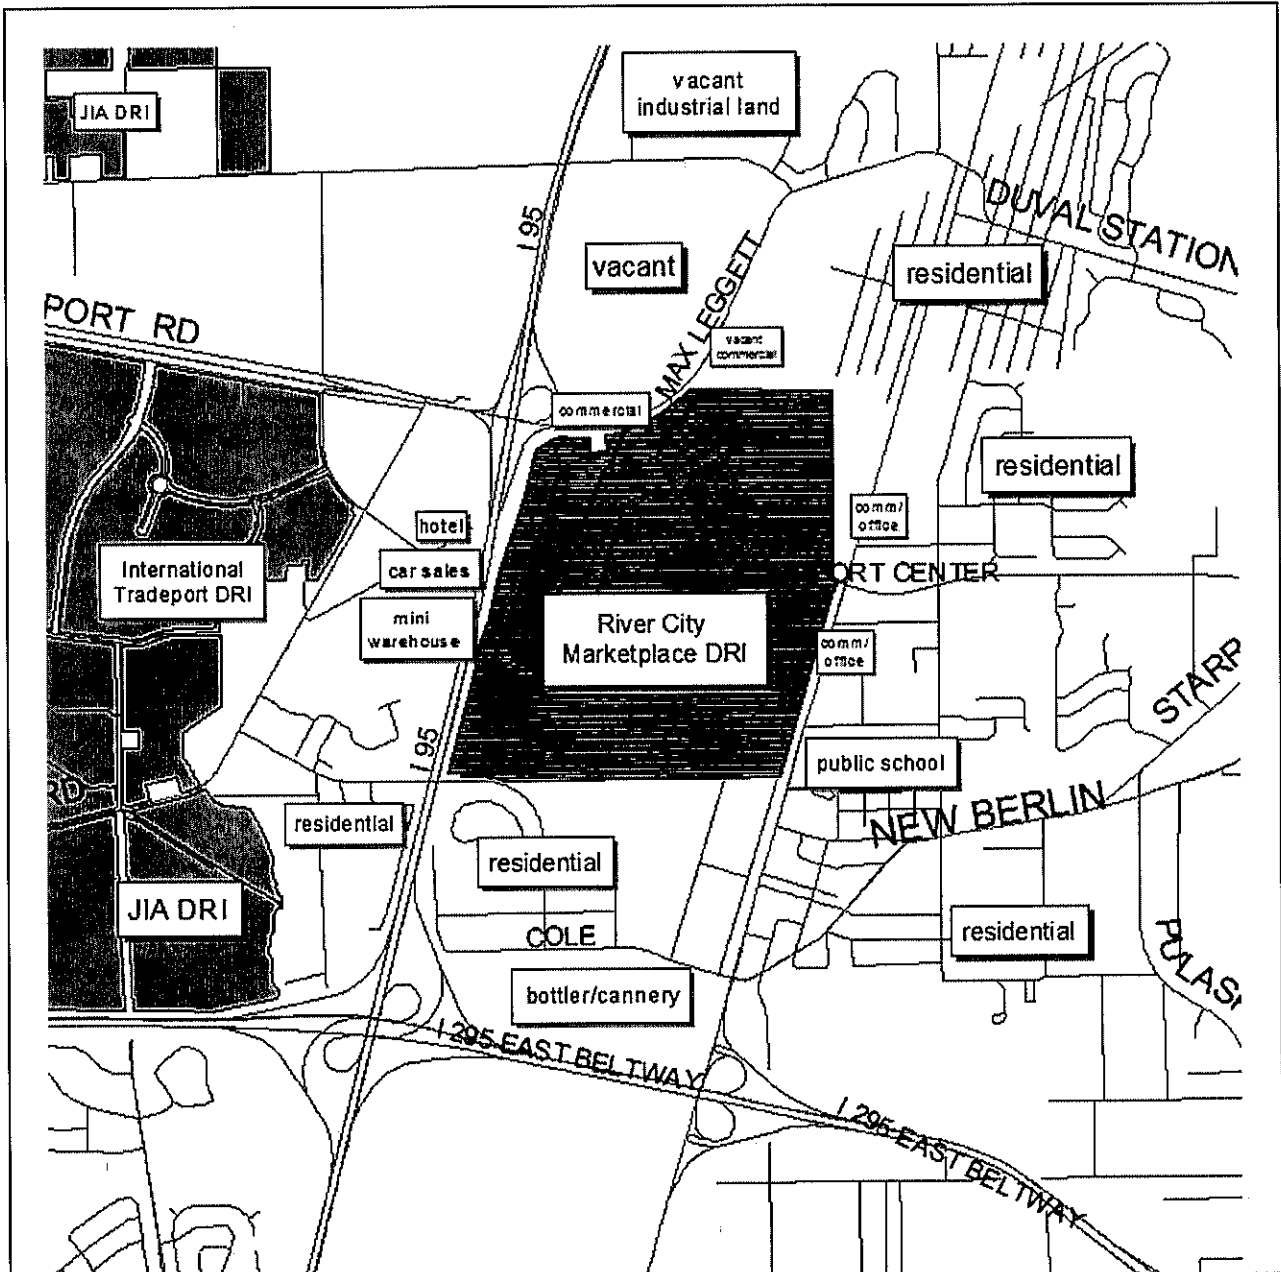 vacant
industrial land
JIA DRI
I 95
DUVAL STATION
vacant
residential
PORT RD
MAX LEGGETT
vacant
commercial
commercial
residential
comm/
office
hotel
car sales
International
Tradeport DRI
ORT CENTER
mini
warehouse
River City
Marketplace DRI
comm/
office
STARR
I 95
public school
RD
NEW BERLIN
residential
residential
JIA DRI
COLE
residential
PULASK
bottler/cannery
I 295 EAST BELTWAY
I 295 EAST BELTWAY